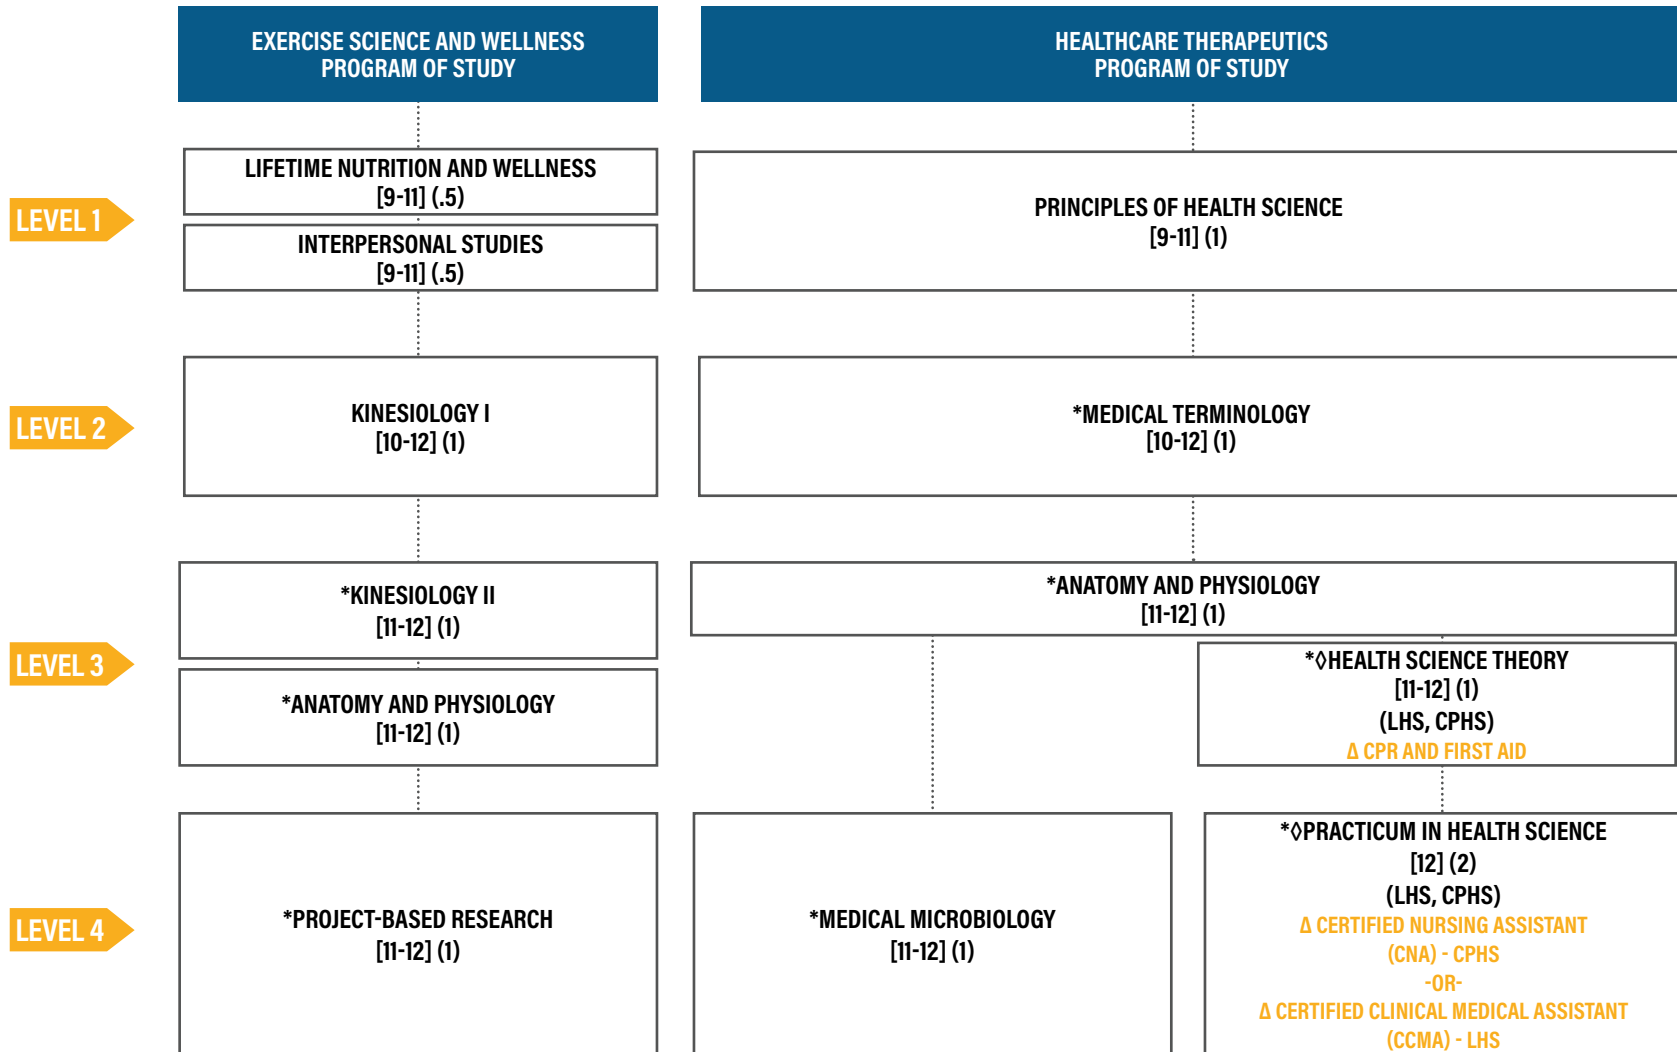 EXERCISE SCIENCE AND WELLNESS
PROGRAM OF STUDY
HEALTHCARE THERAPEUTICS
PROGRAM OF STUDY
LEVEL 1
LIFETIME NUTRITION AND WELLNESS
[9-11] (.5)
INTERPERSONAL STUDIES
[9-11] (.5)
PRINCIPLES OF HEALTH SCIENCE
[9-11] (1)
LEVEL 2
KINESIOLOGY I
[10-12] (1)
*MEDICAL TERMINOLOGY
[10-12] (1)
LEVEL 3
*KINESIOLOGY II
[11-12] (1)
*ANATOMY AND PHYSIOLOGY
[11-12] (1)
*ANATOMY AND PHYSIOLOGY
[11-12] (1)
*◊HEALTH SCIENCE THEORY
[11-12] (1)
(LHS, CPHS)
Δ CPR AND FIRST AID
LEVEL 4
*PROJECT-BASED RESEARCH
[11-12] (1)
*MEDICAL MICROBIOLOGY
[11-12] (1)
*◊PRACTICUM IN HEALTH SCIENCE
[12] (2)
(LHS, CPHS)
Δ CERTIFIED NURSING ASSISTANT
(CNA) - CPHS
-OR-
Δ CERTIFIED CLINICAL MEDICAL ASSISTANT
(CCMA) - LHS